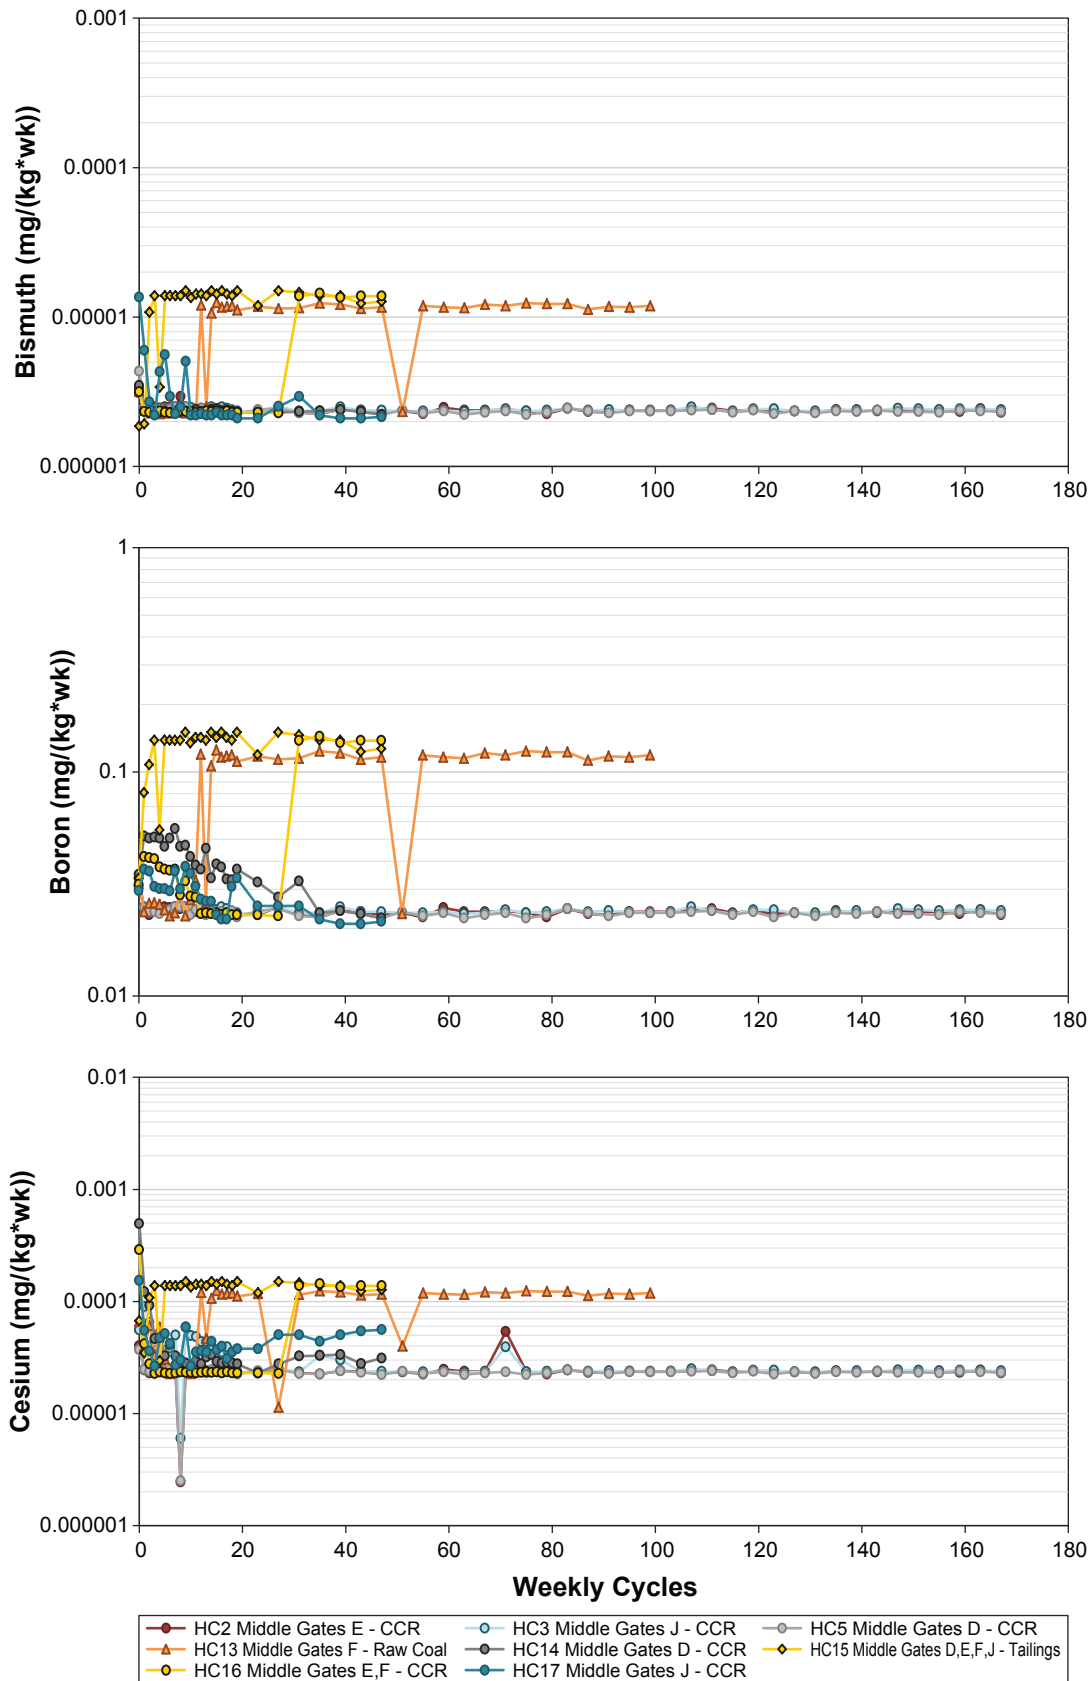 0.001
0.0001
0.00001
0.000001
Bismuth (mg/(kg*wk))
0 20 40 60 80 100 120 140 160 180
1
0.1
0.01
Boron (mg/(kg*wk))
0 20 40 60 80 100 120 140 160 180
0.01
0.001
0.0001
0.00001
0.000001
Cesium (mg/(kg*wk))
0 20 40 60 80 100 120 140 160 180
Weekly Cycles
HC2 Middle Gates E - CCR HC3 Middle Gates J - CCR HC5 Middle Gates D - CCR
HC13 Middle Gates F - Raw Coal HC14 Middle Gates D - CCR HC15 Middle Gates D,E,F,J - Tailings
HC16 Middle Gates E,F - CCR HC17 Middle Gates J - CCR